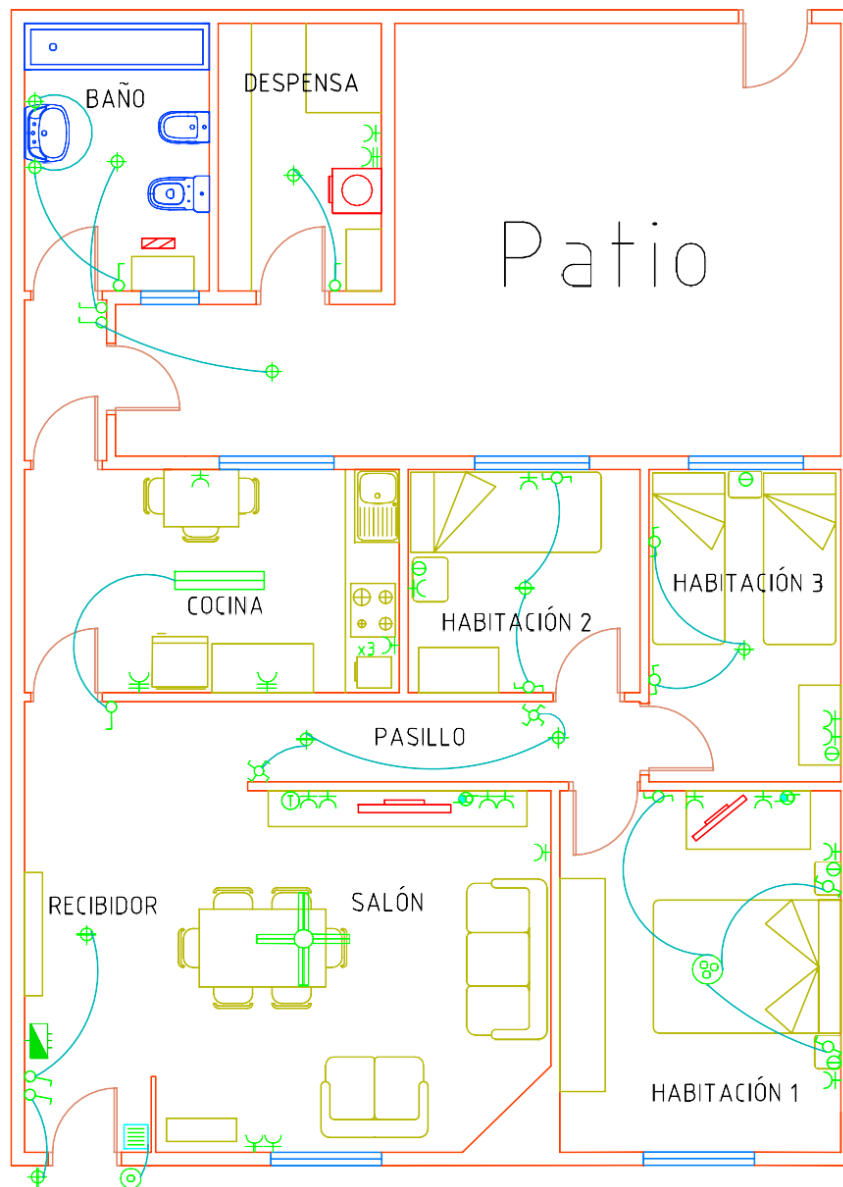 BAÑO
DESPENSA
Patio
COCINA
x3
HABITACIÓN 2
HABITACIÓN 3
PASILLO
T
RECIBIDOR
SALÓN
HABITACIÓN 1